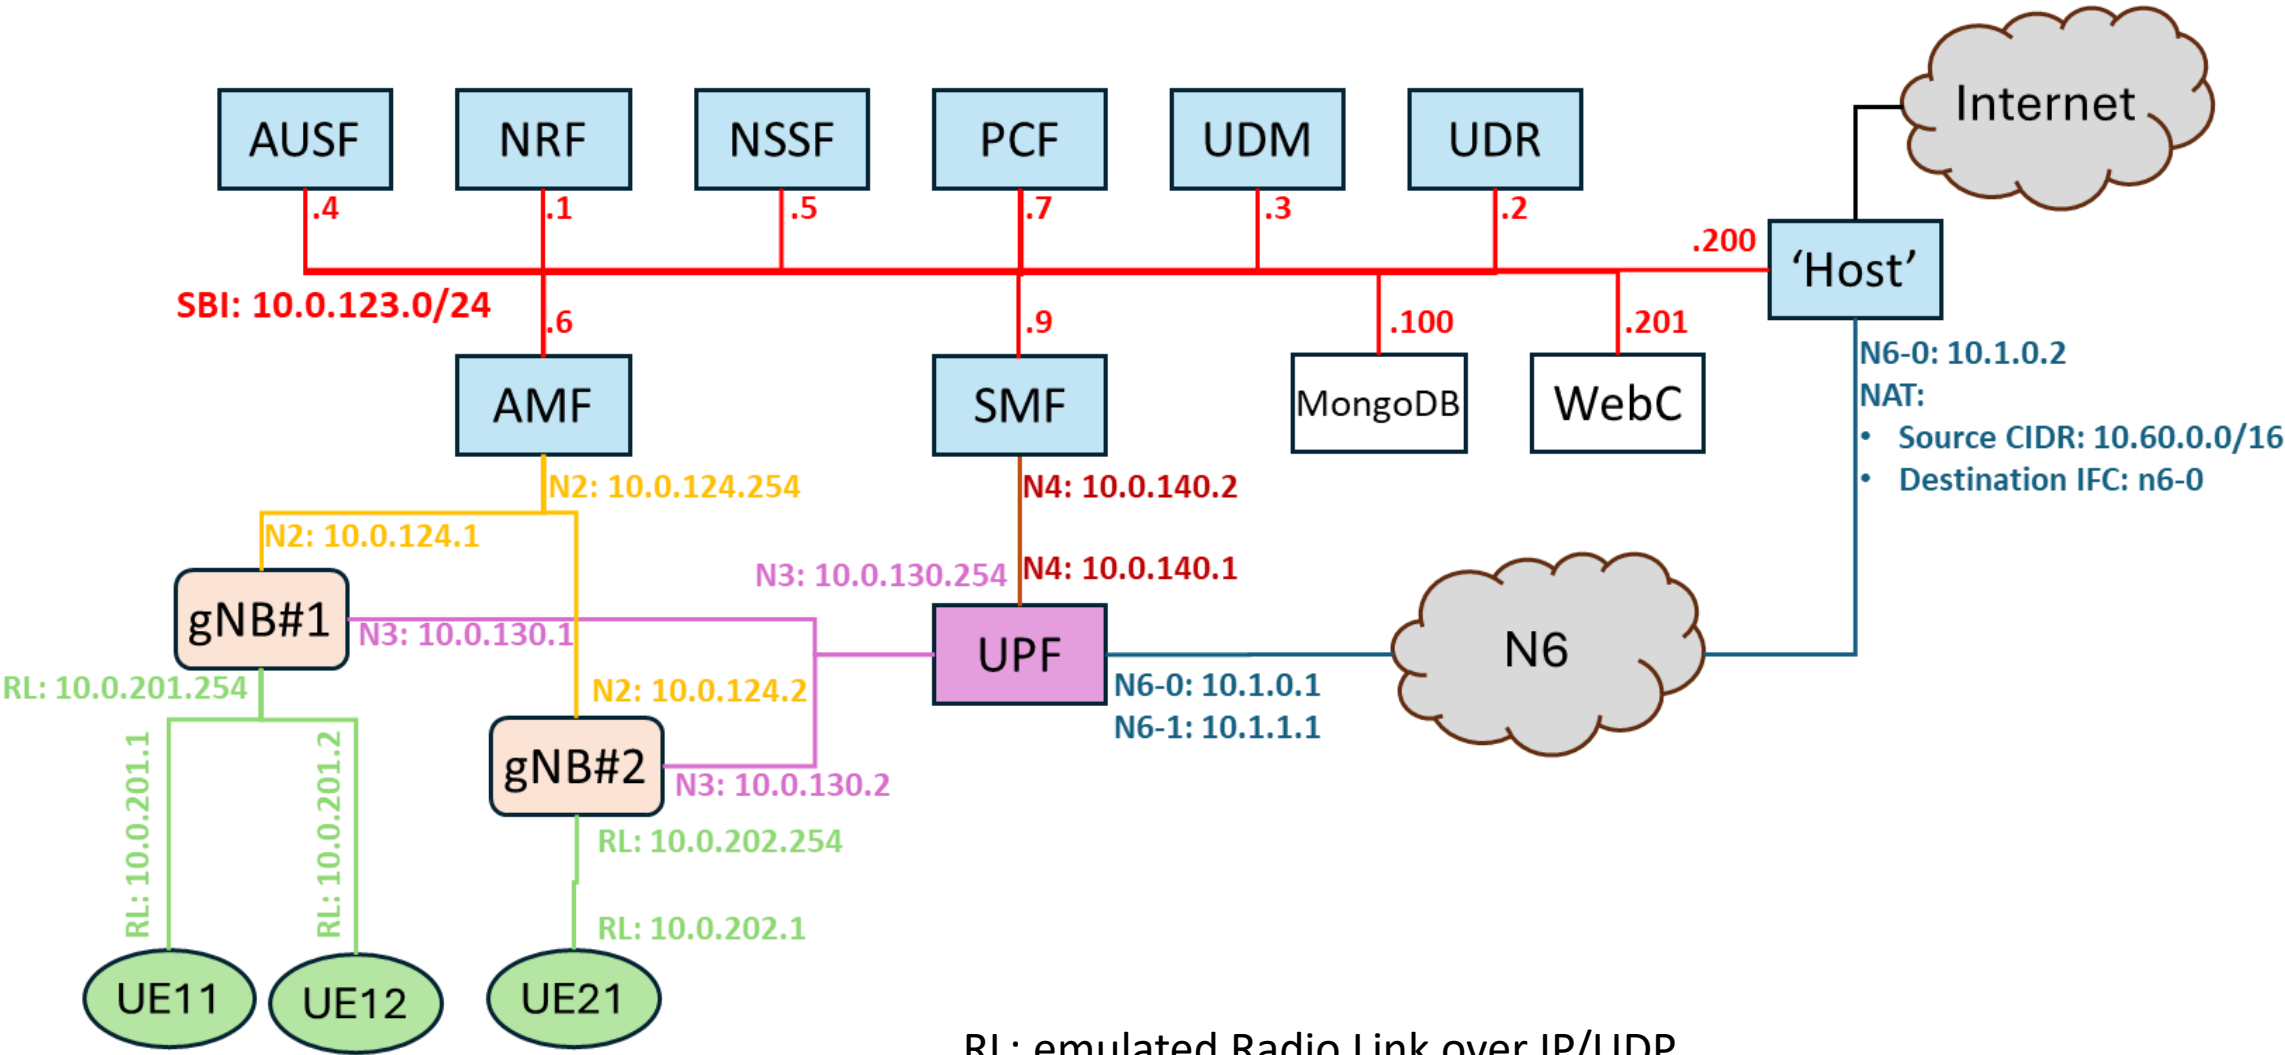 Internet
AUSF
NRF
NSSF
PCF
UDM
UDR
.4
.1
.5
.7
.3
.2
.200
'Host'
SBI: 10.0.123.0/24
.6
.9
.100
.201
AMF
SMF
MongoDB
WebC
N6-0: 10.1.0.2
NAT:
• Source CIDR: 10.60.0.0/16
• Destination IFC: n6-0
N2: 10.0.124.254
N4: 10.0.140.2
N2: 10.0.124.1
N3: 10.0.130.254
N4: 10.0.140.1
gNB#1
N3: 10.0.130.1
UPF
N6
RL: 10.0.201.254
N2: 10.0.124.2
N6-0: 10.1.0.1
N6-1: 10.1.1.1
gNB#2
N3: 10.0.130.2
RL: 10.0.201.1
RL: 10.0.201.2
RL: 10.0.202.254
RL: 10.0.202.1
UE11
UE12
UE21
RL: emulated Radio Link over IP/UDP